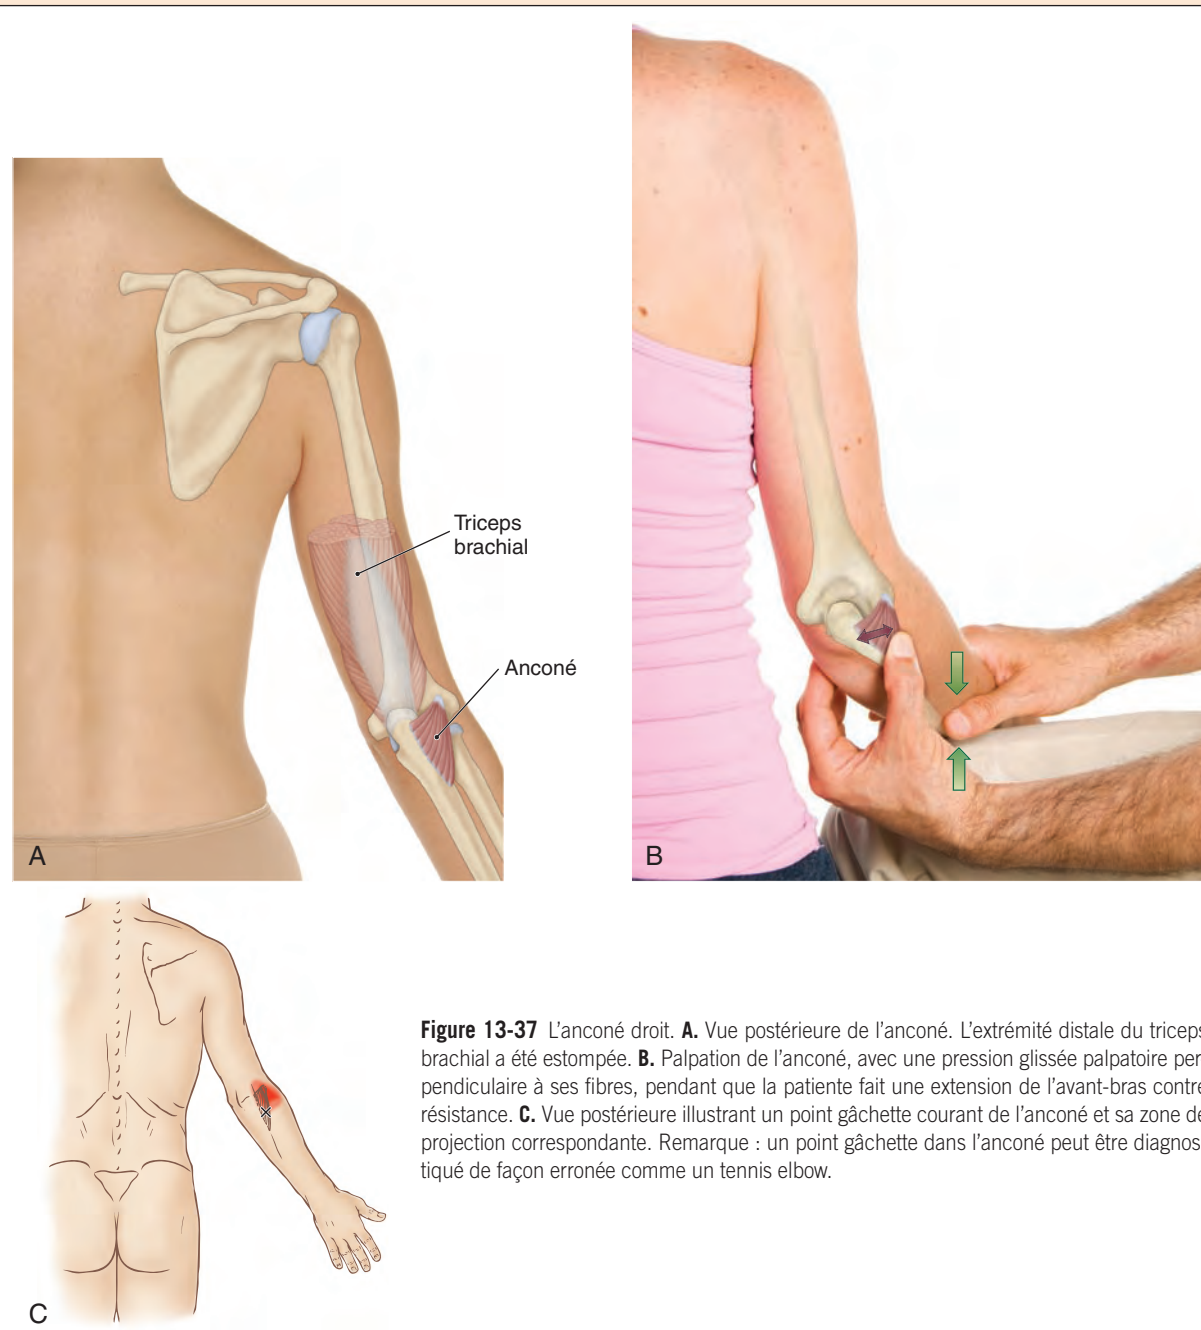 Triceps
brachial
Anconé
A
B
C
Figure 13-37 L’anconé droit. A. Vue postérieure de l’anconé. L’extrémité distale du triceps
brachial a été estompée. B. Palpation de l’anconé, avec une pression glissée palpatoire per
pendiculaire à ses fibres, pendant que la patiente fait une extension de l’avant-bras contre
résistance. C. Vue postérieure illustrant un point gâchette courant de l’anconé et sa zone de
projection correspondante. Remarque : un point gâchette dans l’anconé peut être diagnos
tiqué de façon erronée comme un tennis elbow.